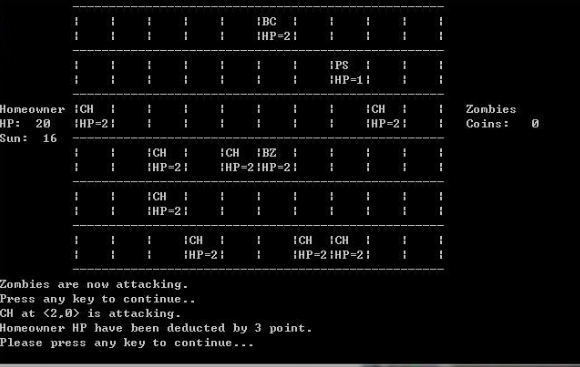 ¦ ¦ ¦ ¦ ¦ ¦BC ¦ ¦ ¦ ¦ ¦
¦ ¦ ¦ ¦ ¦ ¦HP=2¦ ¦ ¦ ¦ ¦
¦ ¦ ¦ ¦ ¦ ¦ ¦ ¦PS ¦ ¦ ¦
¦ ¦ ¦ ¦ ¦ ¦ ¦ ¦HP=1¦ ¦ ¦
Homeowner ¦CH ¦ ¦ ¦ ¦ ¦ ¦ ¦ ¦CH ¦ ¦ Zombies
HP: 20 ¦HP=2¦ ¦ ¦ ¦ ¦ ¦ ¦ ¦HP=2¦ ¦ Coins: 0
Sun: 16
¦ ¦ ¦CH ¦ ¦CH ¦BZ ¦ ¦ ¦ ¦ ¦
¦ ¦ ¦HP=2¦ ¦HP=2¦HP=2¦ ¦ ¦ ¦ ¦
¦ ¦ ¦CH ¦ ¦ ¦ ¦ ¦ ¦ ¦ ¦
¦ ¦ ¦HP=2¦ ¦ ¦ ¦ ¦ ¦ ¦ ¦
¦ ¦ ¦ ¦CH ¦ ¦ ¦CH ¦CH ¦ ¦ ¦
¦ ¦ ¦ ¦HP=2¦ ¦ ¦HP=2¦HP=2¦ ¦ ¦
Zombies are now attacking.
Press any key to continue..
CH at <2,0> is attacking.
Homeowner HP have been deducted by 3 point.
Please press any key to continue...